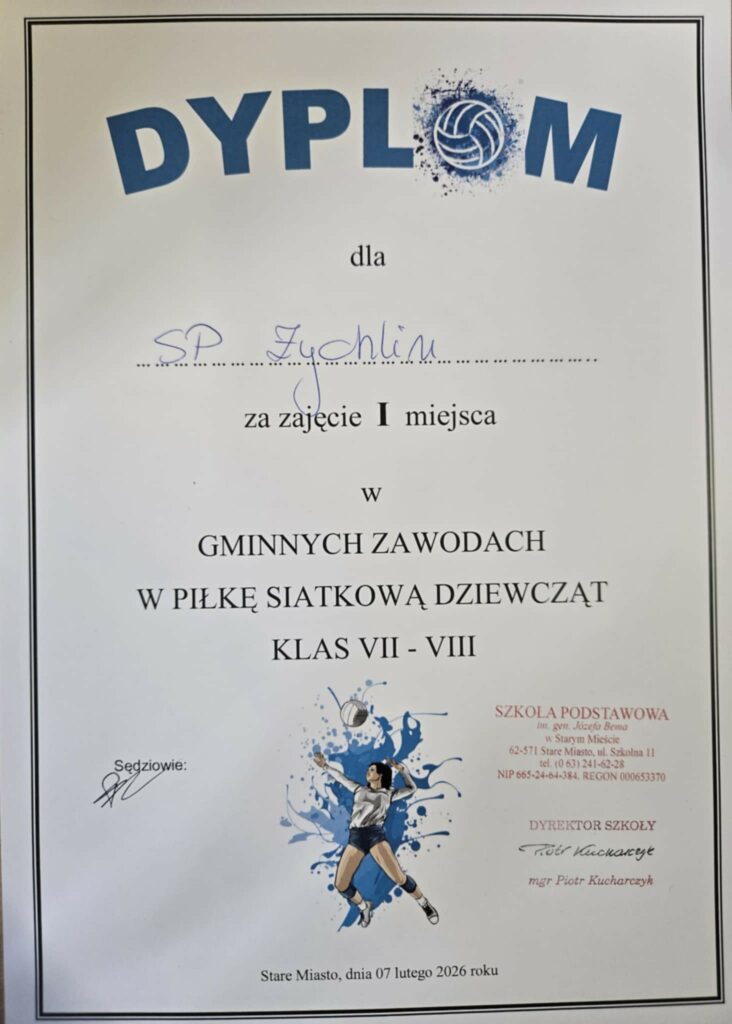 DYPLOM
dla
SP Żychlin
za zajęcie I miejsca
w
GMINNYCH ZAWODACH
W PIŁKĘ SIATKOWĄ DZIEWCZĄT
KLAS VII - VIII
SZKOŁA PODSTAWOWA
im. gen. Józefa Bema
w Starym Mieście
62-571 Stare Miasto, ul. Szkolna 11
tel. (0 63) 241-62-28
NIP 665-24-64-384, REGON 000653370
Sędziowie:
DYREKTOR SZKOŁY
Piotr Kucharczyk
mgr Piotr Kucharczyk
Stare Miasto, dnia 07 lutego 2026 roku